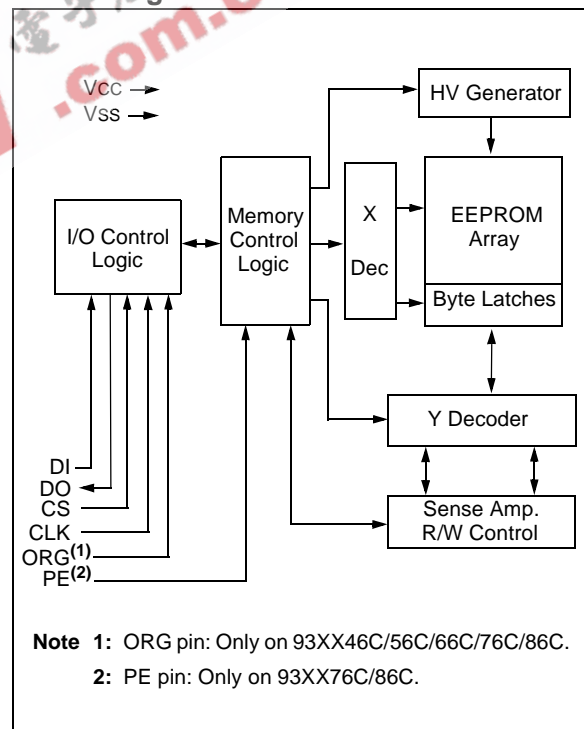 .com
Vcc
Vss
HV Generator
Memory
Control
Logic
X
Dec
EEPROM
Array
I/O Control
Logic
Byte Latches
Y Decoder
Sense Amp.
R/W Control
DI
DO
CS
CLK
ORG(1)
PE(2)
Note 1: ORG pin: Only on 93XX46C/56C/66C/76C/86C.
2: PE pin: Only on 93XX76C/86C.